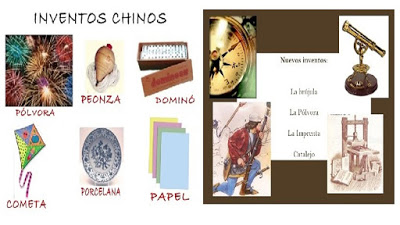 INVENTOS CHINOS
PÓLVORA
PEONZA
DOMINÓ
COMETA
PORCELANA
PAPEL
Nuevos inventos:
La brújula
La Pólvora
La Imprenta
Catalejo